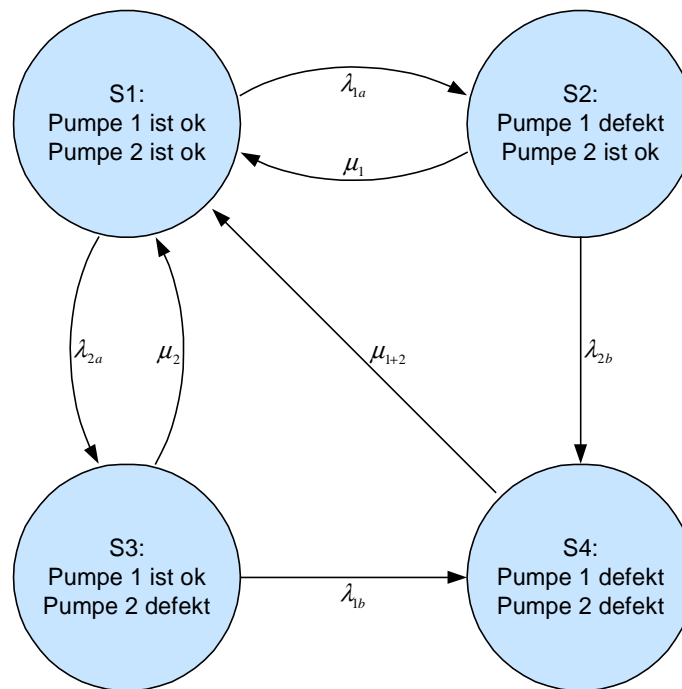 S1:
Pumpe 1 ist ok
Pumpe 2 ist ok
λ1a
S2:
Pumpe 1 defekt
Pumpe 2 ist ok
μ1
λ2a
μ2
μ1+2
λ2b
S3:
Pumpe 1 ist ok
Pumpe 2 defekt
λ1b
S4:
Pumpe 1 defekt
Pumpe 2 defekt